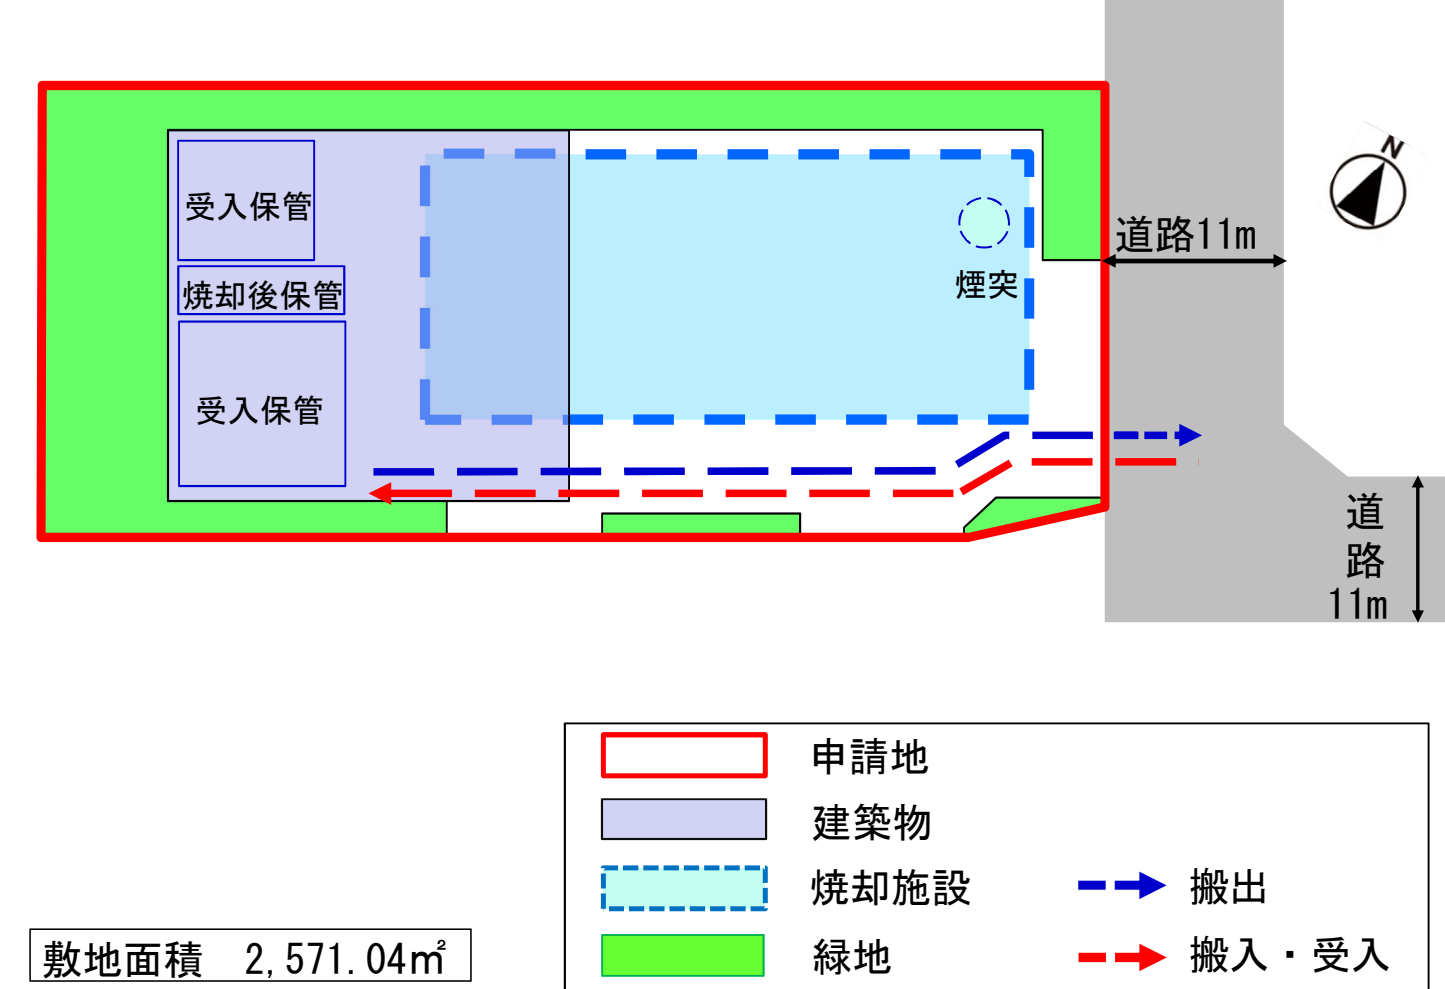 N
受入保管
道路11m
煙突
焼却後保管
受入保管
道
路
11m
申請地
建築物
焼却施設
搬出
緑地
搬入・受入
敷地面積　2,571.04㎡